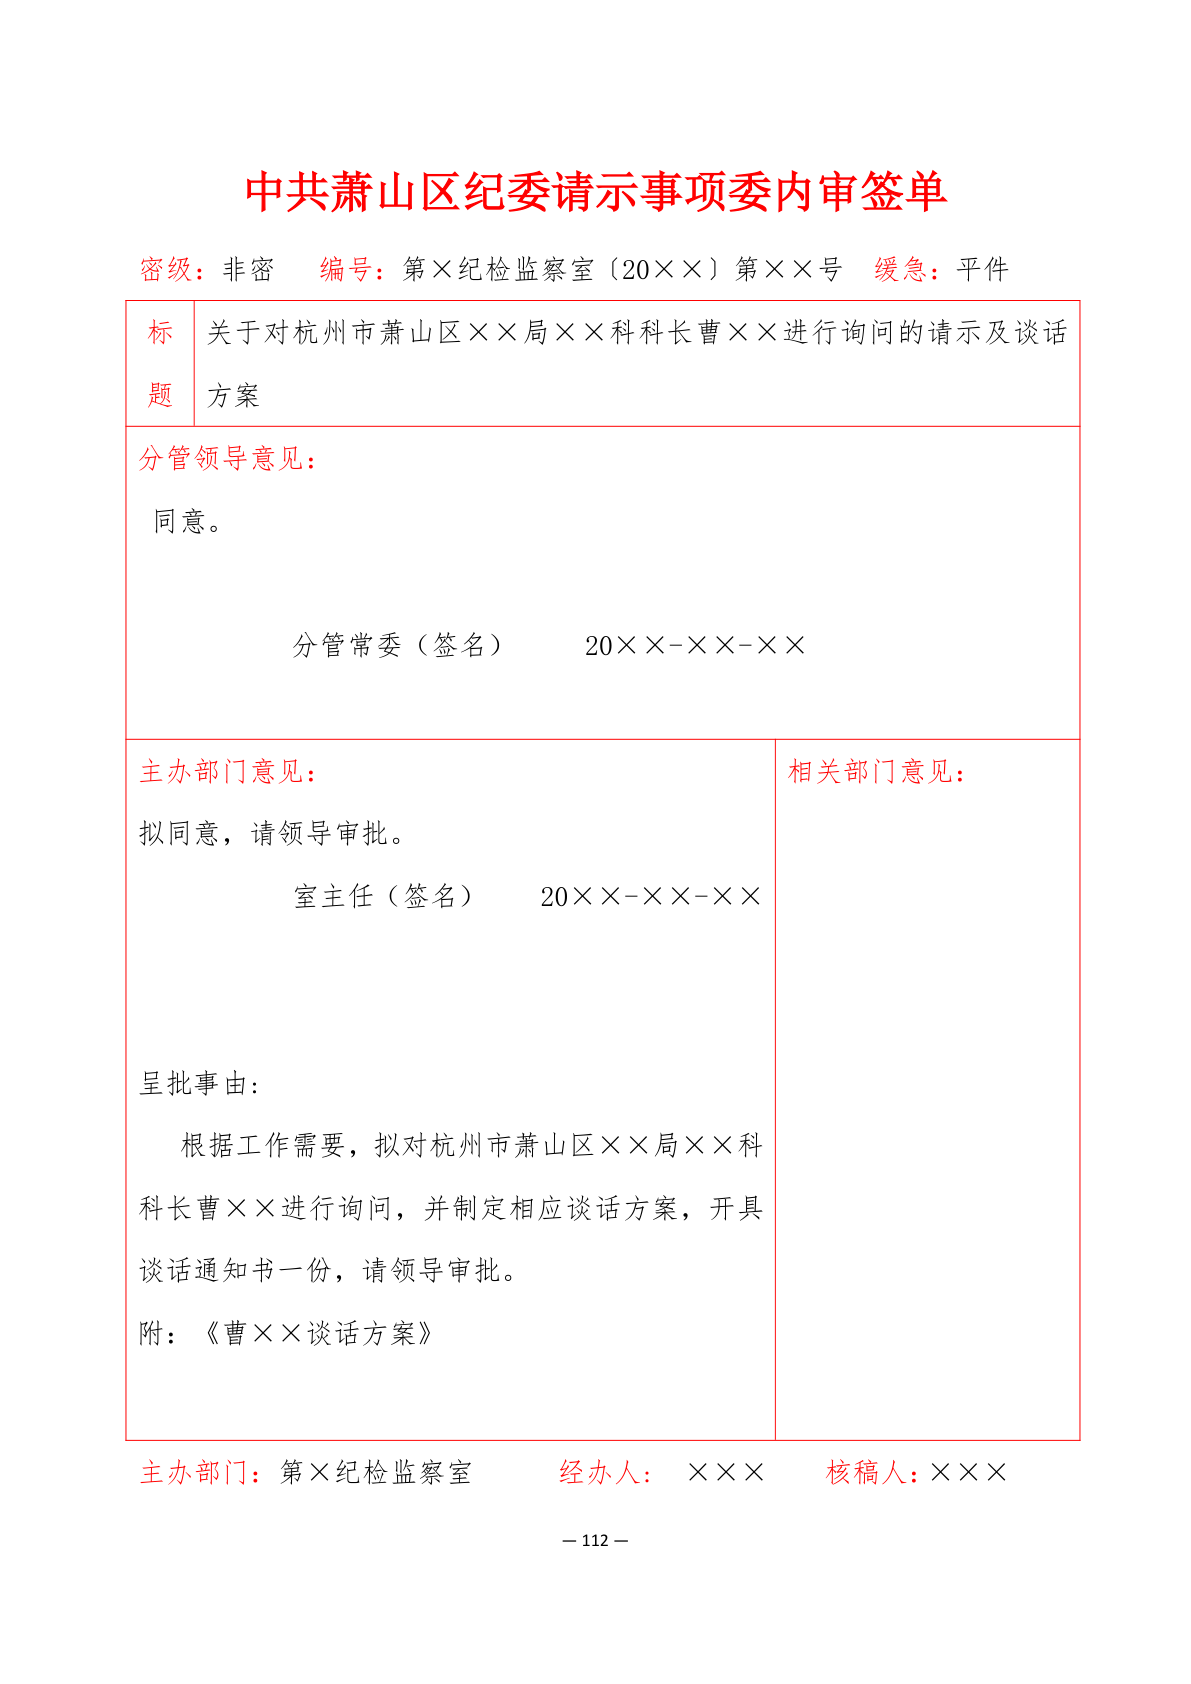 中共萧山区纪委请示事项委内审签单
密级：非密 编号：第×纪检监察室〔20××〕第××号 缓急：平件
标题
关于对杭州市萧山区××局××科科长曹××进行询问的请示及谈话
方案
分管领导意见：
同意。
分管常委（签名） 20××-××-××
主办部门意见：
拟同意，请领导审批。
室主任（签名） 20××-××-××
呈批事由:
根据工作需要，拟对杭州市萧山区××局××科
科长曹××进行询问，并制定相应谈话方案，开具
谈话通知书一份，请领导审批。
附：《曹××谈话方案》
相关部门意见：
主办部门：第×纪检监察室 经办人： ××× 核稿人：×××
— 112 —